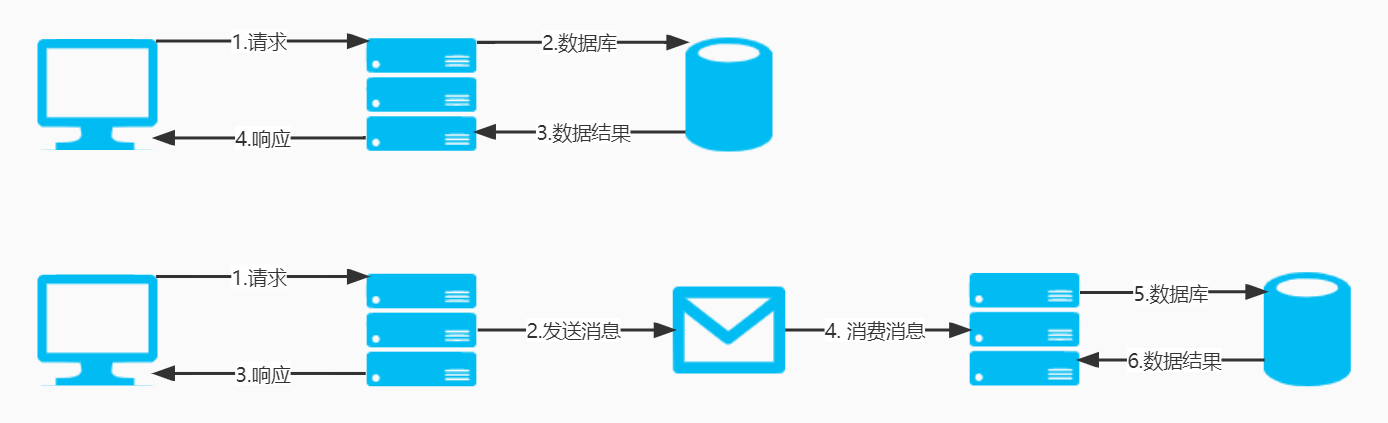 1.请求
2.数据库
4.响应
3.数据结果
1.请求
5.数据库
2.发送消息
4. 消费消息
3.响应
6.数据结果